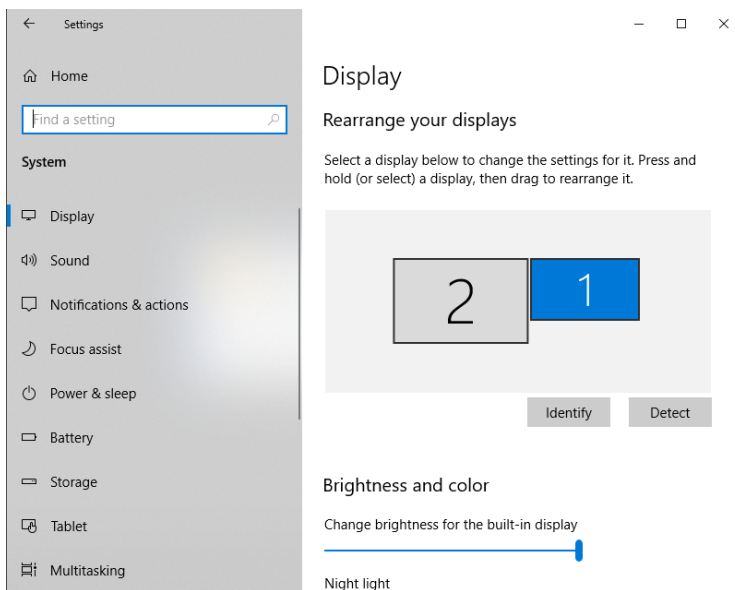 Settings
Home
Find a setting
System
Display
Sound
Notifications & actions
Focus assist
Power & sleep
Battery
Storage
Tablet
Multitasking
Display
Rearrange your displays
Select a display below to change the settings for it. Press and
hold (or select) a display, then drag to rearrange it.
2
1
Identify
Detect
Brightness and color
Change brightness for the built-in display
Night light